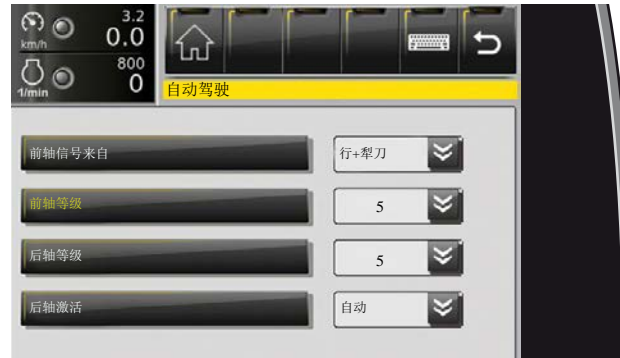 3.2
km/h 0.0
800
1/min 0
自动驾驶
前轴信号来自 行+犁刀
前轴等级 5
后轴等级 5
后轴激活 自动